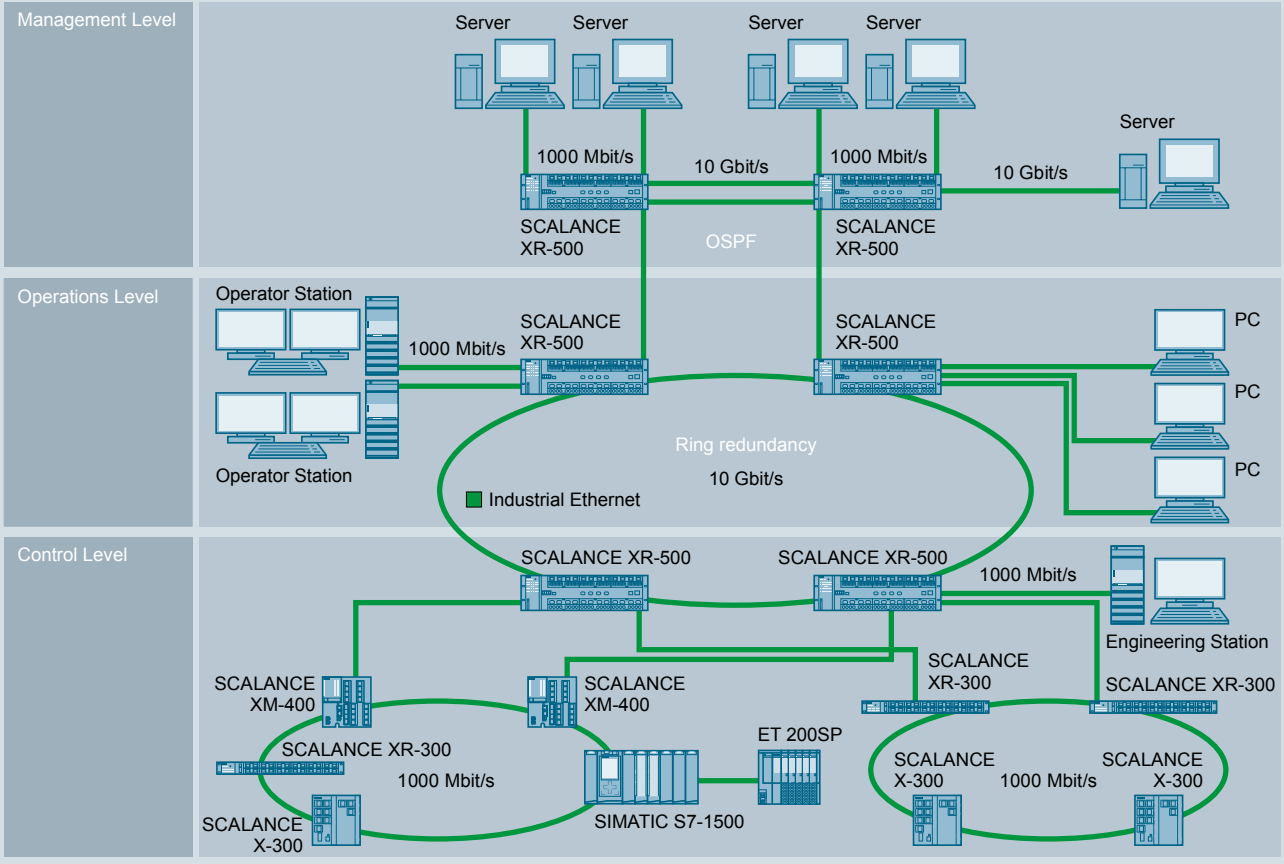 Management Level
Server
Server
Server
Server
Server
1000 Mbit/s
10 Gbit/s
1000 Mbit/s
10 Gbit/s
SCALANCE
XR-500
OSPF
SCALANCE
XR-500
Operations Level
Operator Station
SCALANCE
XR-500
SCALANCE
XR-500
PC
1000 Mbit/s
PC
Ring redundancy
10 Gbit/s
Operator Station
PC
Industrial Ethernet
Control Level
SCALANCE XR-500
SCALANCE XR-500
1000 Mbit/s
Engineering Station
SCALANCE
XM-400
SCALANCE
XM-400
SCALANCE
XR-300
SCALANCE XR-300
SCALANCE XR-300
1000 Mbit/s
ET 200SP
SCALANCE
X-300
1000 Mbit/s
SCALANCE
X-300
SCALANCE
X-300
SIMATIC S7-1500